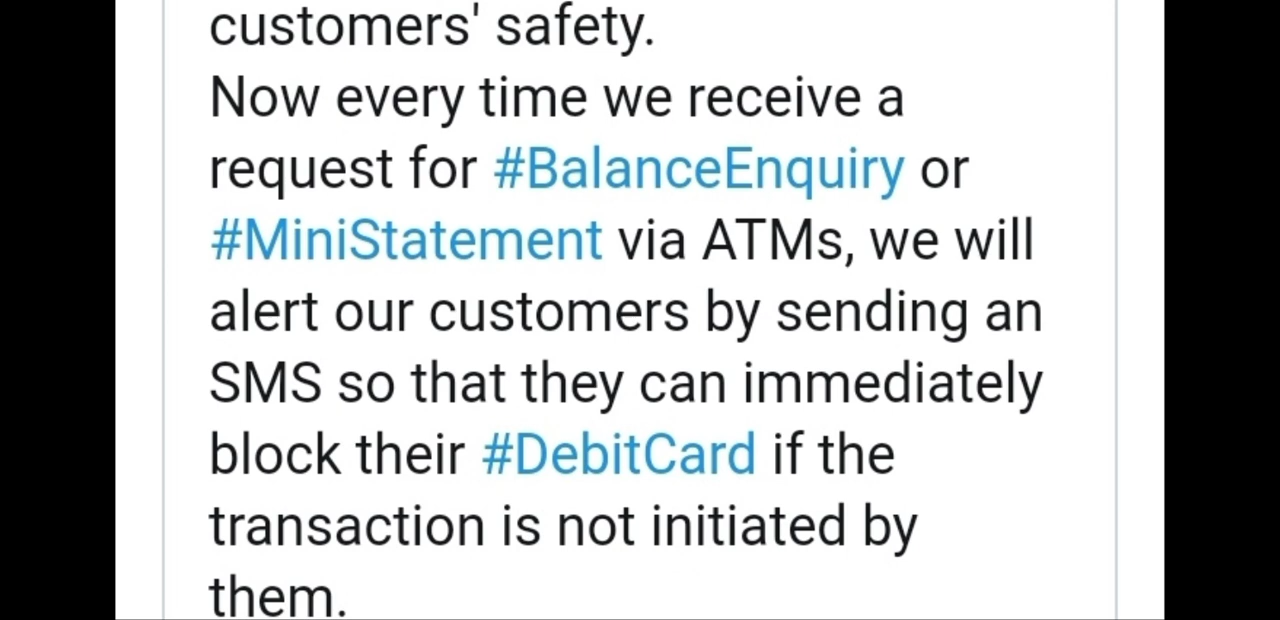 customers' safety.
Now every time we receive a
request for #BalanceEnquiry or
#MiniStatement via ATMs, we will
alert our customers by sending an
SMS so that they can immediately
block their #DebitCard if the
transaction is not initiated by
them.